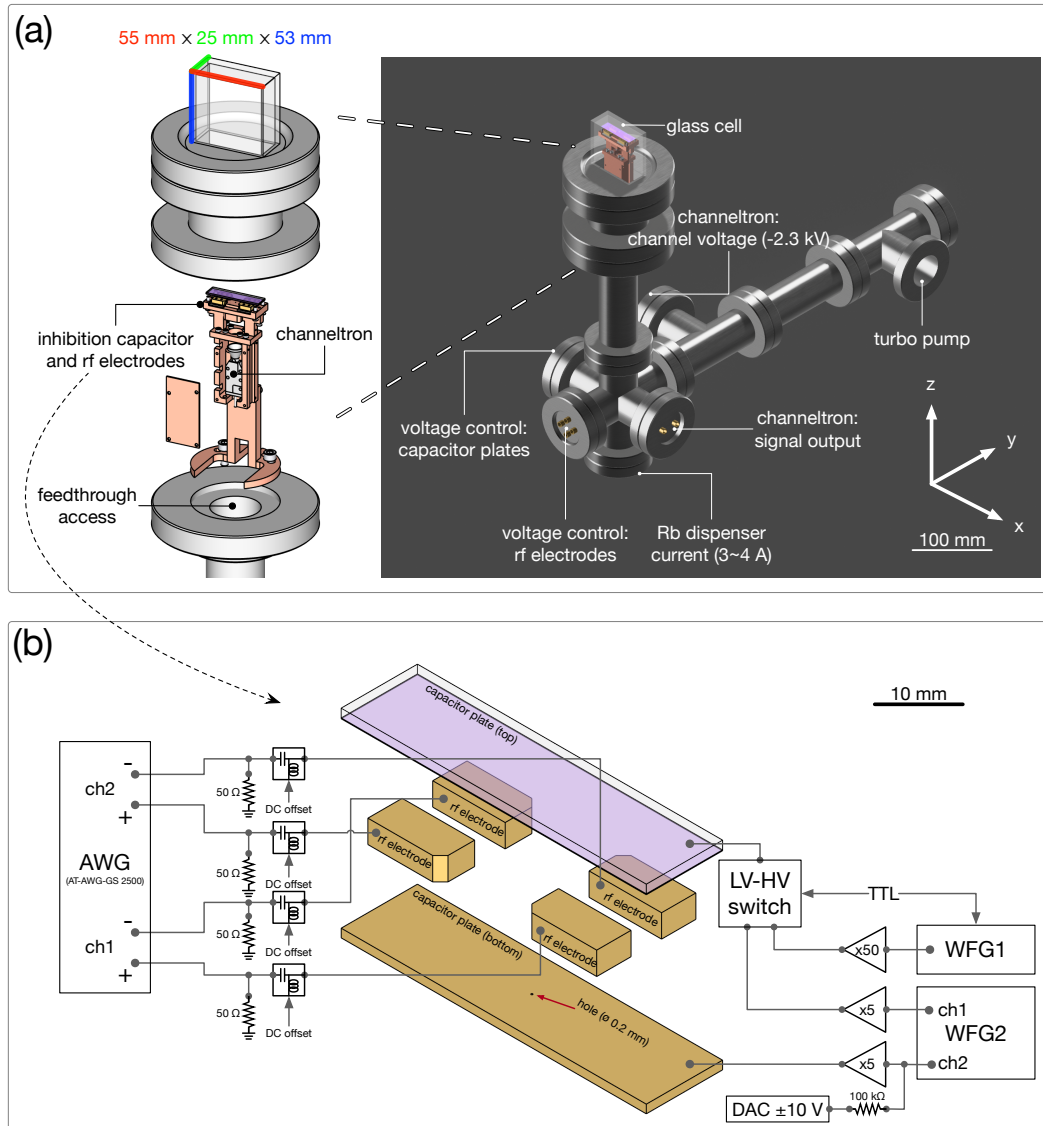 (a)
55 mm x 25 mm x 53 mm
glass cell
channeltron:
channel voltage (-2.3 kV)
inhibition capacitor
and rf electrodes
channeltron
turbo pump
voltage control:
capacitor plates
channeltron:
signal output
feedthrough
access
voltage control:
rf electrodes
Rb dispenser
current (3~4 A)
z
y
x
100 mm
(b)
10 mm
capacitor plate (top)
AWG
(AT-AWG-GS 2500)
ch2
-
+
ch1
-
+
50 Ω
DC offset
50 Ω
DC offset
50 Ω
DC offset
50 Ω
DC offset
rf electrode
rf electrode
rf electrode
rf electrode
capacitor plate (bottom)
hole (ø 0.2 mm)
LV-HV
switch
TTL
x50
WFG1
x5
ch1
WFG2
ch2
x5
100 kΩ
DAC ±10 V